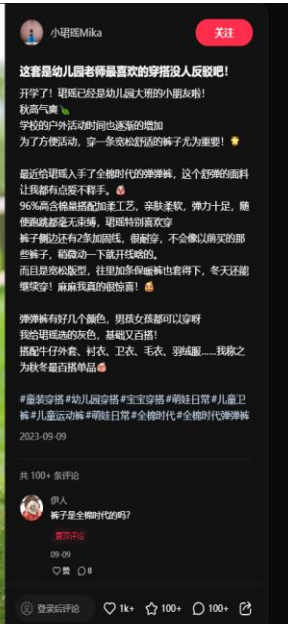 小珺瑶Mika
关注
这套是幼儿园老师最喜欢的穿搭没人反驳吧！
开学了！珺瑶已经是幼儿园大班的小朋友啦！
秋高气爽🍃
学校的户外活动时间也逐渐的增加
为了方便活动，穿一条宽松舒适的裤子尤为重要！🌟
最近给珺瑶入手了全棉时代的弹弹裤，这个舒弹的面料
让我都有点爱不释手。
96%高含棉量搭配加柔工艺，亲肤柔软，弹力十足，随
便跑跳都毫无束缚，珺瑶特别喜欢穿
裤子侧边还有2条加固线，很耐穿，不会像以前买的那
些裤子，稍微动一下就开线啥的。
而且是宽松版型，往里加条保暖裤也套得下，冬天还能
继续穿！麻麻我真的很惊喜！
弹弹裤有好几个颜色，男孩女孩都可以穿呀
我给珺瑶选的灰色，基础又百搭！
搭配牛仔外套、衬衣、卫衣、毛衣、羽绒服......我称之
为秋冬最百搭单品
#童装穿搭#幼儿园穿搭#宝宝穿搭#萌娃日常#儿童卫
裤#儿童运动裤#萌娃日常#全棉时代#全棉时代弹弹裤
2023-09-09
共 100+ 条评论
伊人
裤子是全棉时代的吗?
置顶评论
09-09
赞 8
登录后评论 1k+ 100+ 100+